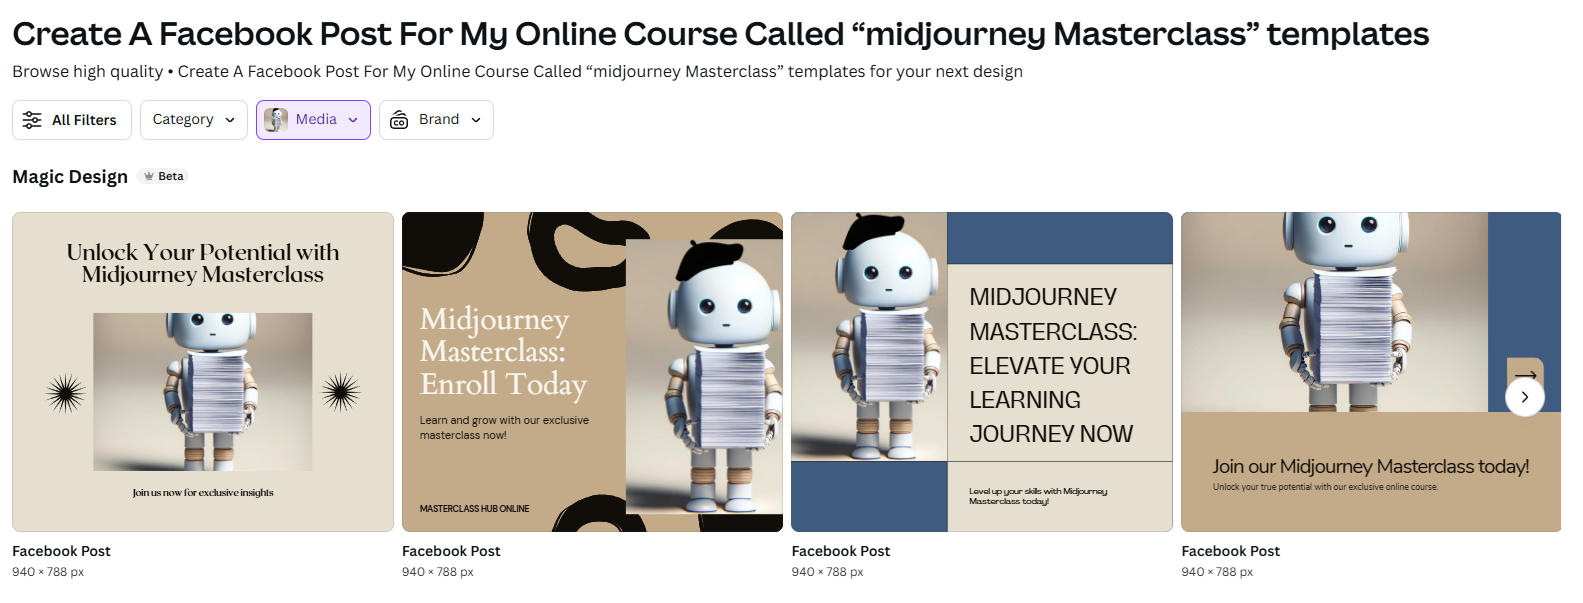 Create A Facebook Post For My Online Course Called “midjourney Masterclass” templates
Browse high quality • Create A Facebook Post For My Online Course Called “midjourney Masterclass” templates for your next design
All Filters
Category
Media
CO
Brand
Magic Design
Beta
Unlock Your Potential with
Midjourney Masterclass
Join us now for exclusive insights
Facebook Post
940 × 788 px
Midjourney
Masterclass:
Enroll Today
Learn and grow with our exclusive
masterclass now!
MASTERCLASS HUB ONLINE
Facebook Post
940 × 788 px
MIDJOURNEY
MASTERCLASS:
ELEVATE YOUR
LEARNING
JOURNEY NOW
Level up your skills with Midjourney
Masterclass today!
Facebook Post
940 × 788 px
Join our Midjourney Masterclass today!
Unlock your true potential with our exclusive online course.
Facebook Post
940 × 788 px